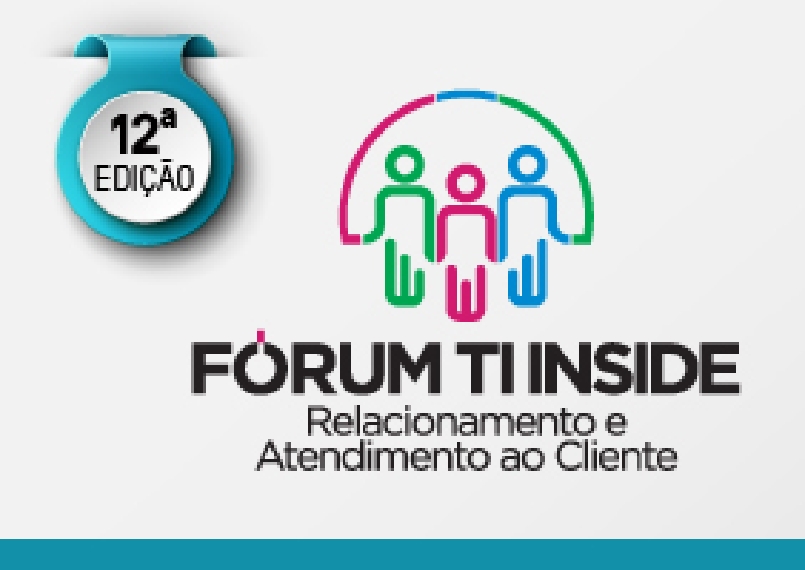 12ª
EDIÇÃO
FÓRUM TI INSIDE
Relacionamento e
Atendimento ao Cliente